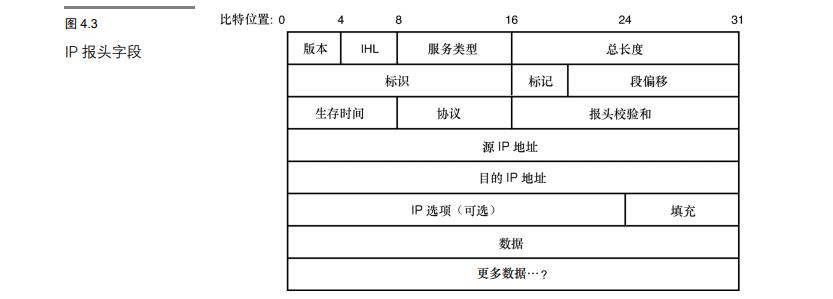 图 4.3
IP 报头字段
比特位置: 0 4 8 16 24 31
版本 IHL 服务类型 总长度
标识 标记 段偏移
生存时间 协议 报头校验和
源 IP 地址
目的 IP 地址
IP 选项（可选） 填充
数据
更多数据…?